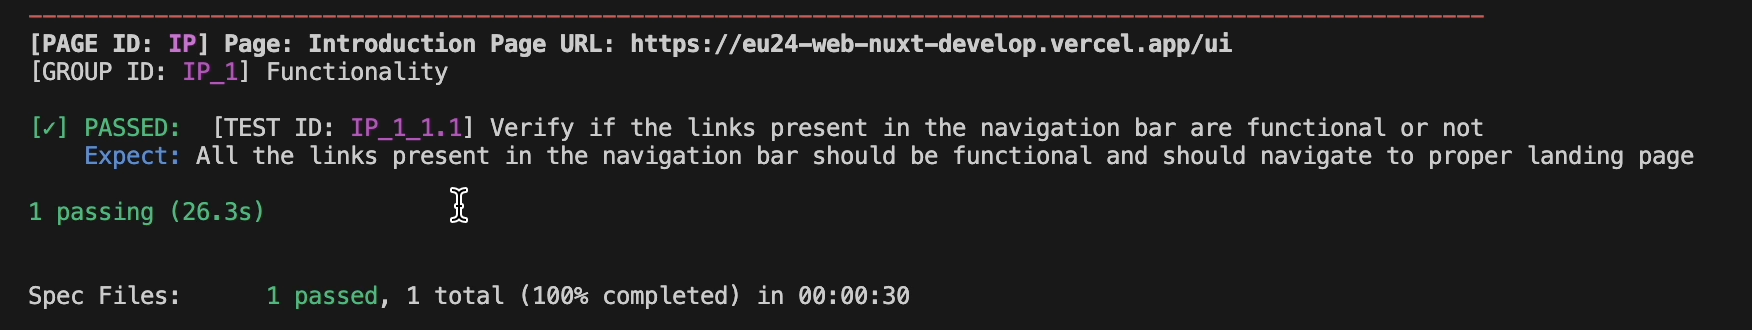 [PAGE ID: IP] Page: Introduction Page URL: https://eu24-web-nuxt-develop.vercel.app/ui
[GROUP ID: IP_1] Functionality
[✓] PASSED:  [TEST ID: IP_1_1.1] Verify if the links present in the navigation bar are functional or not
Expect: All the links present in the navigation bar should be functional and should navigate to proper landing page
1 passing (26.3s)
Spec Files:      1 passed, 1 total (100% completed) in 00:00:30